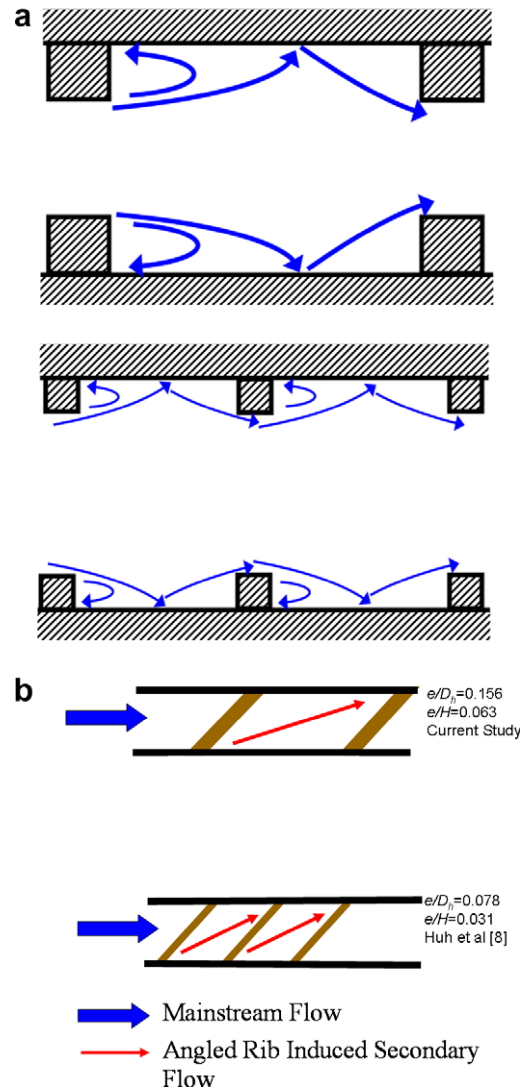 a
b
e/Dh=0.156
e/H=0.063
Current Study
e/Dh=0.078
e/H=0.031
Huh et al [8]
Mainstream Flow
Angled Rib Induced Secondary
Flow